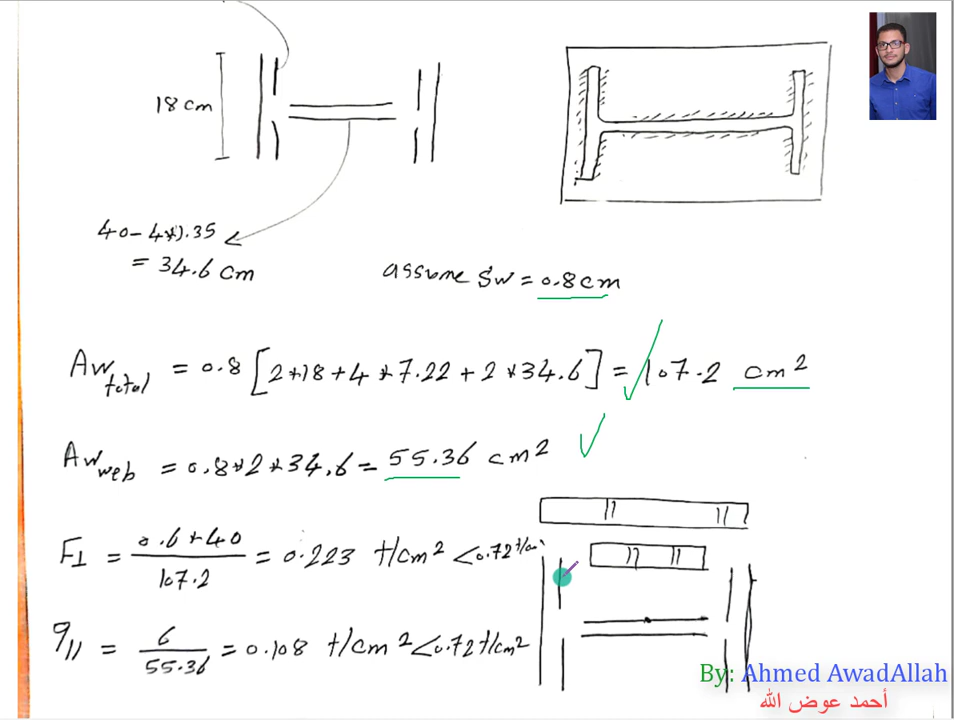 18 cm
40 - 4*1.35
= 34.6 cm
assume Sw = 0.8 cm
Aw total = 0.8 [2*18 + 4*7.22 + 2*34.6] = 107.2 cm²
Aw web = 0.8*2*34.6 = 55.36 cm²
F⊥ = 0.6*40 / 107.2 = 0.223 t/cm² < 0.72 t/cm²
q// = 6 / 55.36 = 0.108 t/cm² < 0.72 t/cm²
By: Ahmed AwadAllah
أحمد عوض الله